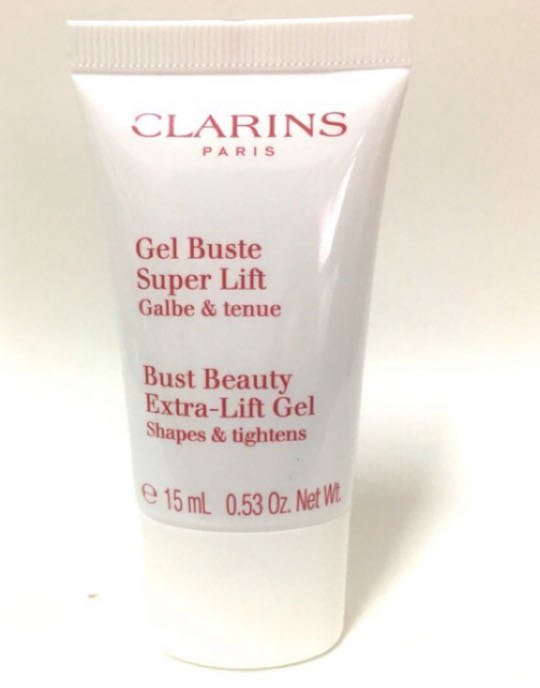 CLARINS
PARIS
Gel Buste
Super Lift
Galbe & tenue
Bust Beauty
Extra-Lift Gel
Shapes & tightens
℮ 15 mL 0.53 Oz. Net Wt.